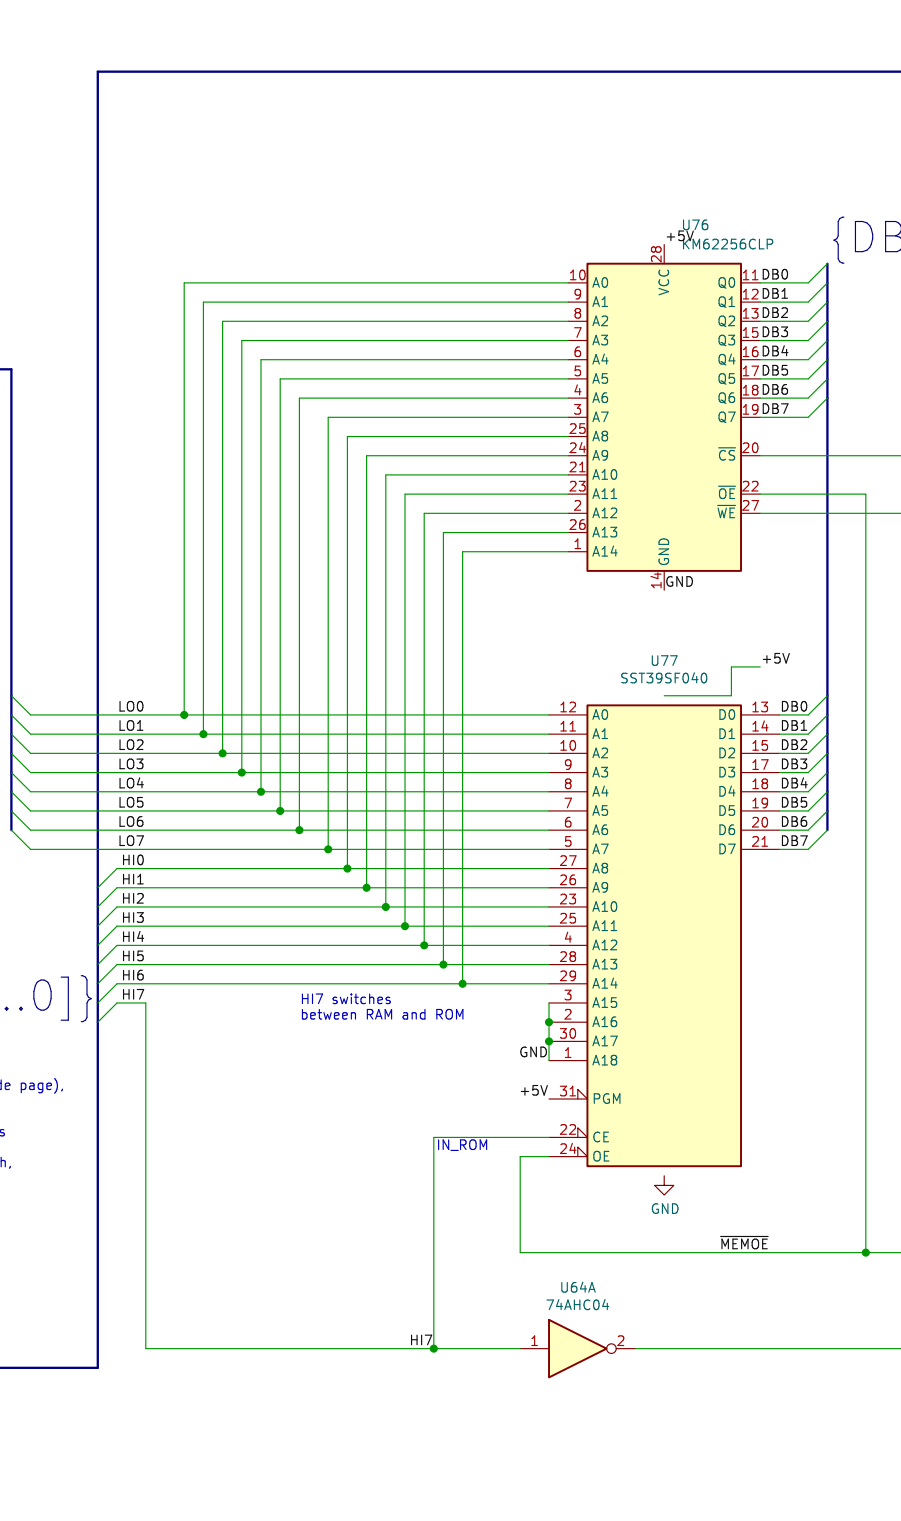 {DB
U76
+5V
KM62256CLP
28
VCC
10 A0 Q0 11 DB0
9 A1 Q1 12 DB1
8 A2 Q2 13 DB2
7 A3 Q3 15 DB3
6 A4 Q4 16 DB4
5 A5 Q5 17 DB5
4 A6 Q6 18 DB6
3 A7 Q7 19 DB7
25 A8
24 A9 CS 20
21 A10
23 A11 OE 22
2 A12 WE 27
26 A13
1 A14
GND
14
GND
U77
+5V
SST39SF040
LO0 12 A0 D0 13 DB0
LO1 11 A1 D1 14 DB1
LO2 10 A2 D2 15 DB2
LO3 9 A3 D3 17 DB3
LO4 8 A4 D4 18 DB4
LO5 7 A5 D5 19 DB5
LO6 6 A6 D6 20 DB6
LO7 5 A7 D7 21 DB7
HI0 27 A8
HI1 26 A9
HI2 23 A10
HI3 25 A11
HI4 4 A12
HI5 28 A13
HI6 29 A14
..0]}
HI7 3 A15
HI7 switches
between RAM and ROM
2 A16
30 A17
GND 1 A18
de page),
+5V 31 PGM
s
22 CE
IN_ROM
24 OE
h,
GND
MEMOE
U64A
74AHC04
HI7 1 2